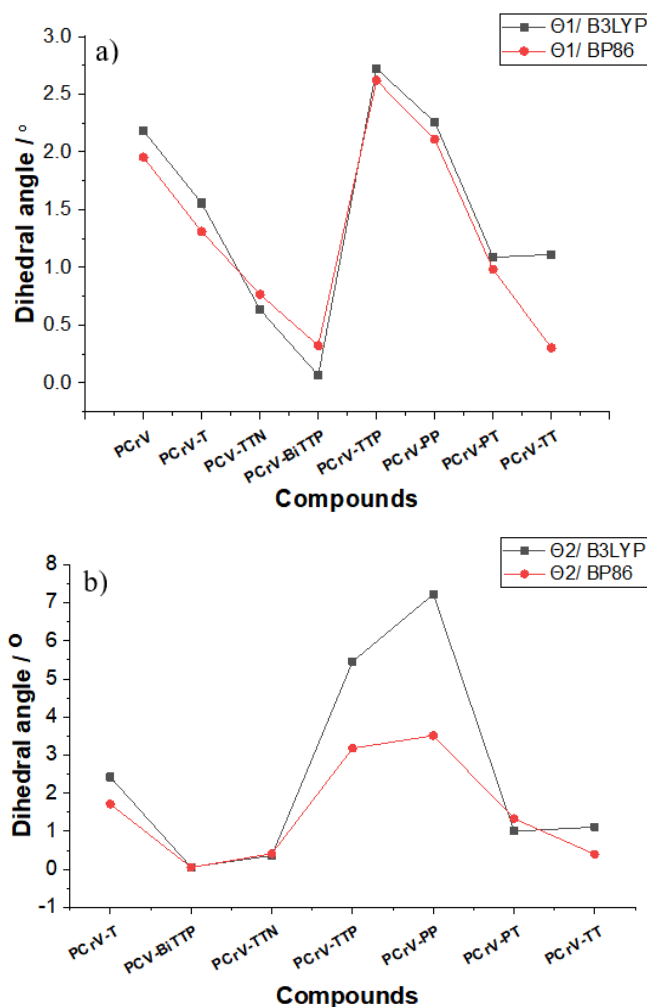 a)
Θ1/ B3LYP
Θ1/ BP86
3.0
2.5
2.0
1.5
1.0
0.5
0.0
Dihedral angle / °
PCrV
PCrV-T
PCV-TTN
PCrV-BiTTP
PCrV-TTP
PCrV-PP
PCrV-PT
PCrV-TT
Compounds
b)
Θ2/ B3LYP
Θ2/ BP86
8
7
6
5
4
3
2
1
0
-1
Dihedral angle / °
PCrV-T
PCV-BiTTP
PCrV-TTN
PCrV-TTP
PCrV-PP
PCrV-PT
PCrV-TT
Compounds